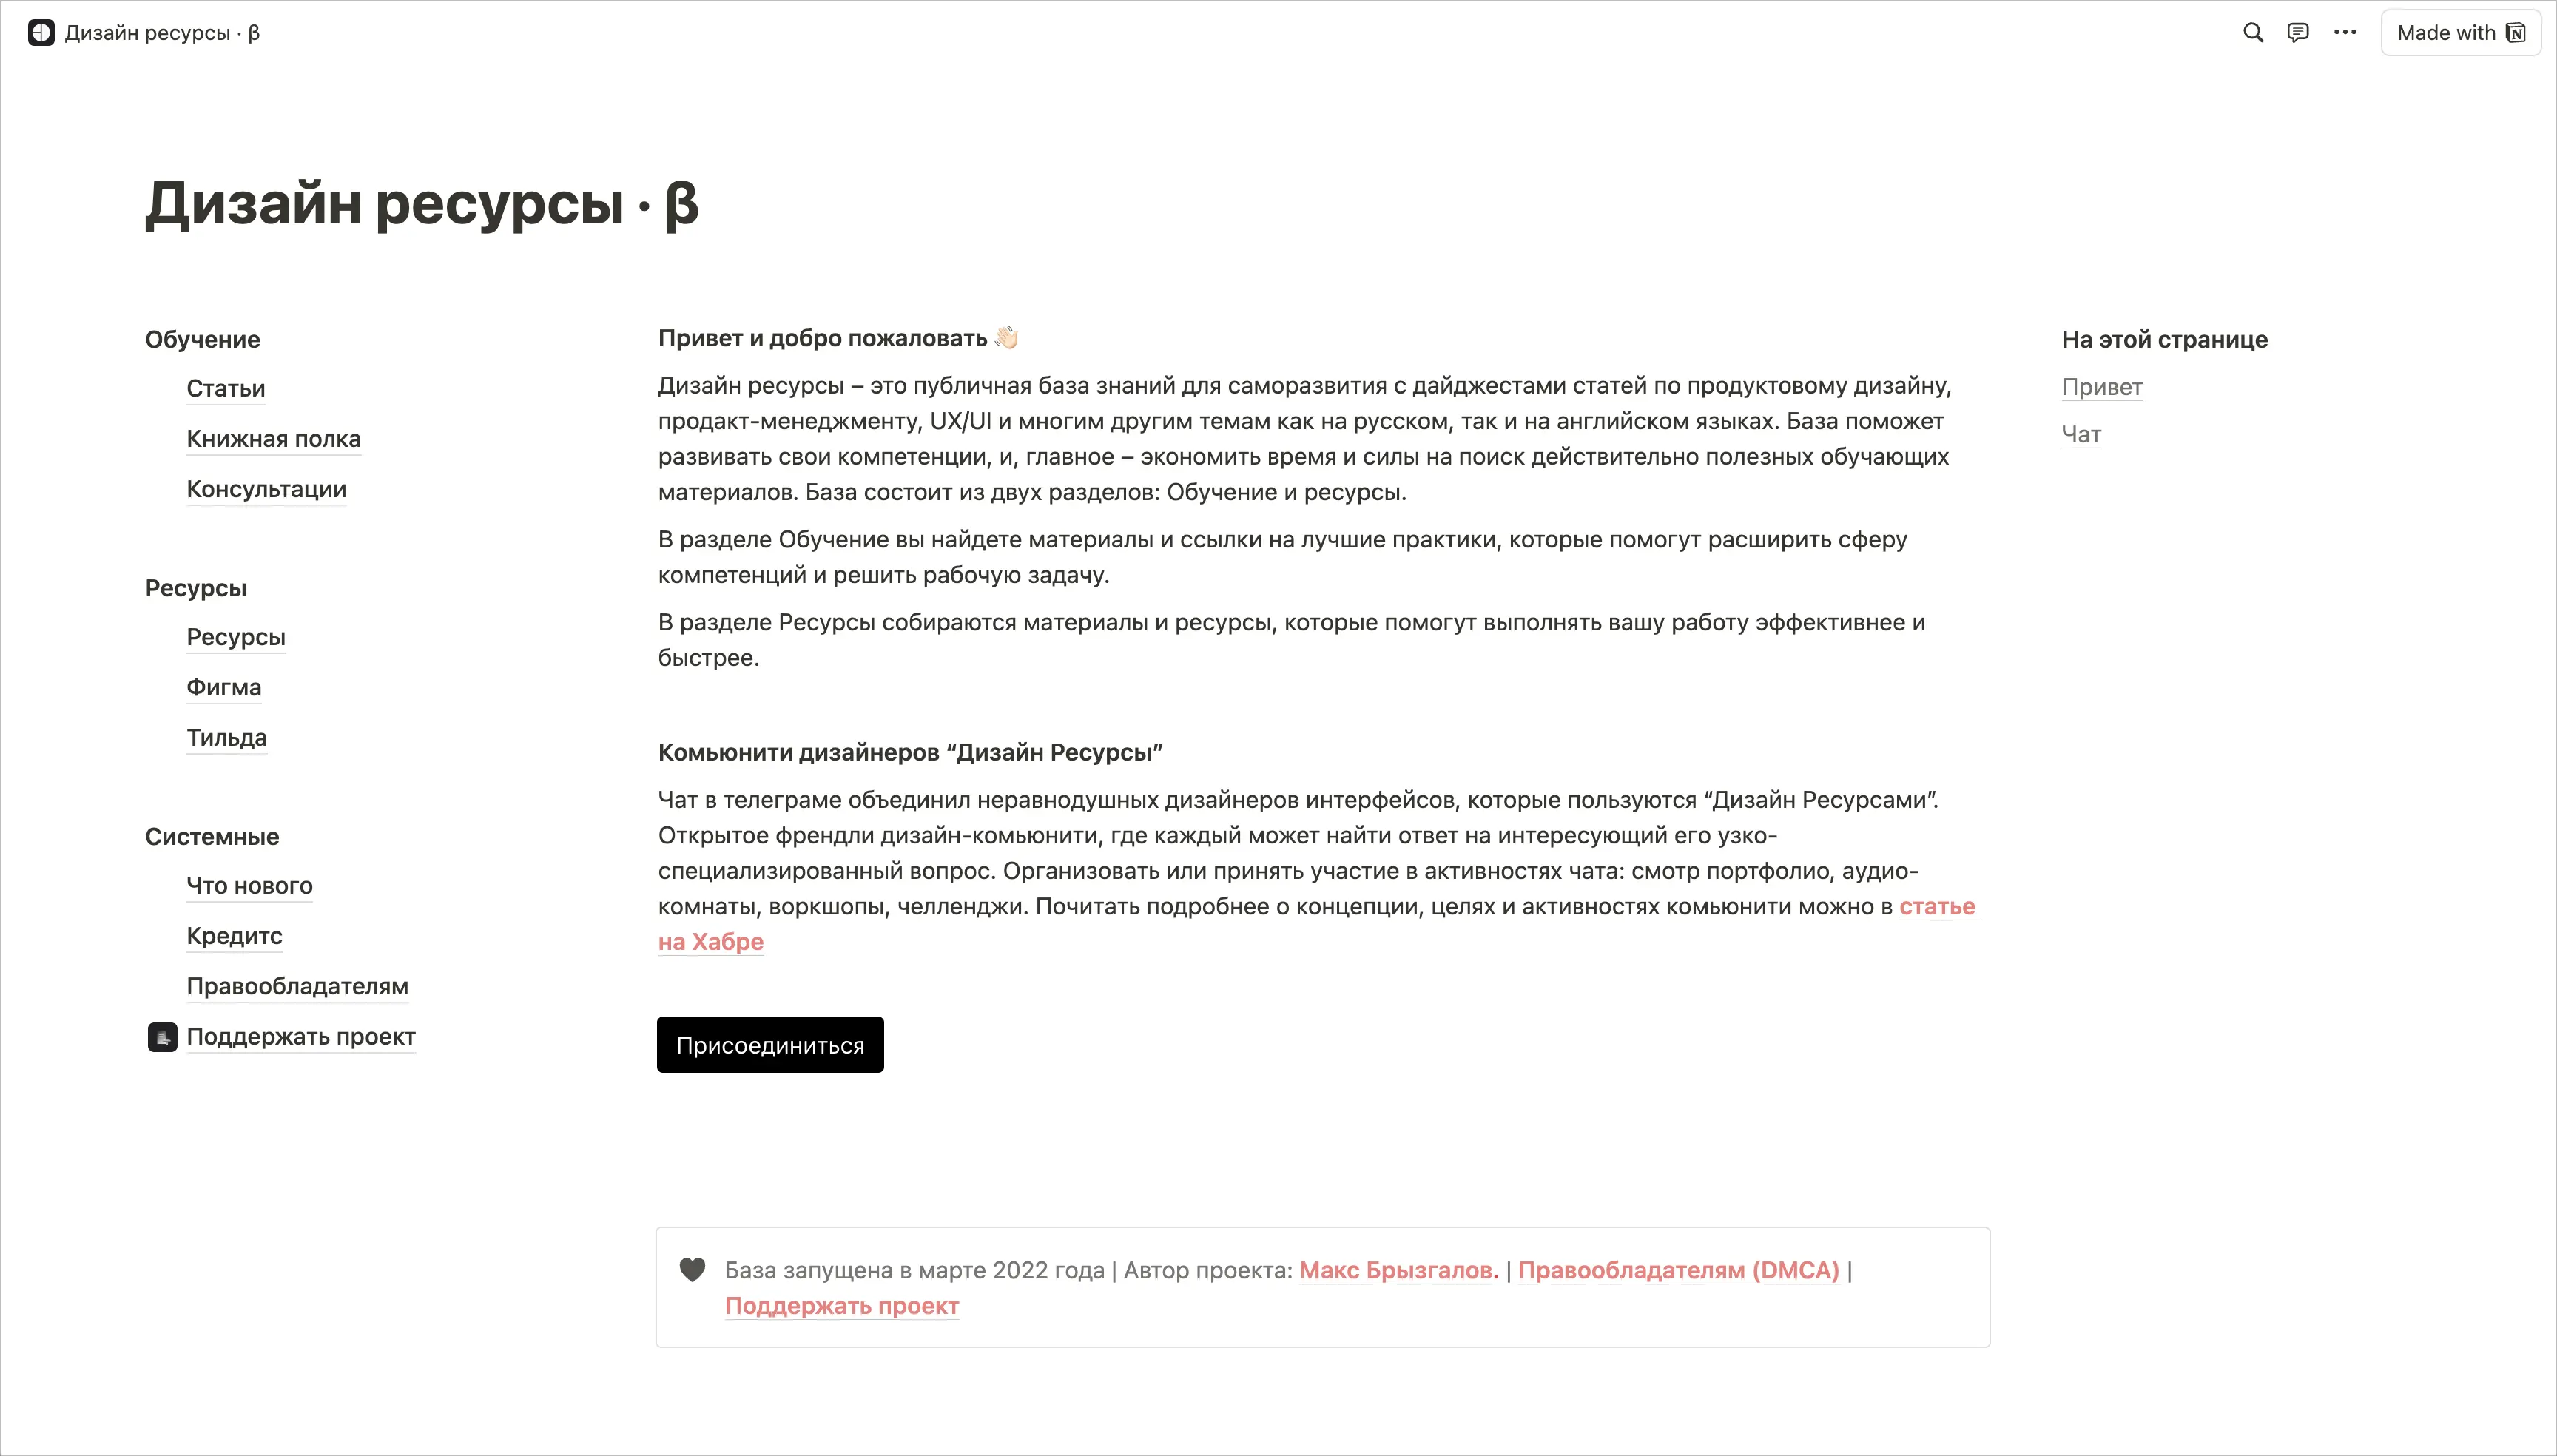 Дизайн ресурсы · β
Made with
Дизайн ресурсы · β
Обучение
Статьи
Книжная полка
Консультации
Ресурсы
Ресурсы
Фигма
Тильда
Системные
Что нового
Кредитс
Правообладателям
Поддержать проект
Привет и добро пожаловать 👋🏻
Дизайн ресурсы – это публичная база знаний для саморазвития с дайджестами статей по продуктовому дизайну,
продакт-менеджменту, UX/UI и многим другим темам как на русском, так и на английском языках. База поможет
развивать свои компетенции, и, главное – экономить время и силы на поиск действительно полезных обучающих
материалов. База состоит из двух разделов: Обучение и ресурсы.
В разделе Обучение вы найдете материалы и ссылки на лучшие практики, которые помогут расширить сферу
компетенций и решить рабочую задачу.
В разделе Ресурсы собираются материалы и ресурсы, которые помогут выполнять вашу работу эффективнее и
быстрее.
Комьюнити дизайнеров “Дизайн Ресурсы”
Чат в телеграме объединил неравнодушных дизайнеров интерфейсов, которые пользуются “Дизайн Ресурсами”.
Открытое френдли дизайн-комьюнити, где каждый может найти ответ на интересующий его узко-
специализированный вопрос. Организовать или принять участие в активностях чата: смотр портфолио, аудио-
комнаты, воркшопы, челленджи. Почитать подробнее о концепции, целях и активностях комьюнити можно в статье
на Хабре
Присоединиться
База запущена в марте 2022 года | Автор проекта: Макс Брызгалов. | Правообладателям (DMCA) |
Поддержать проект
На этой странице
Привет
Чат